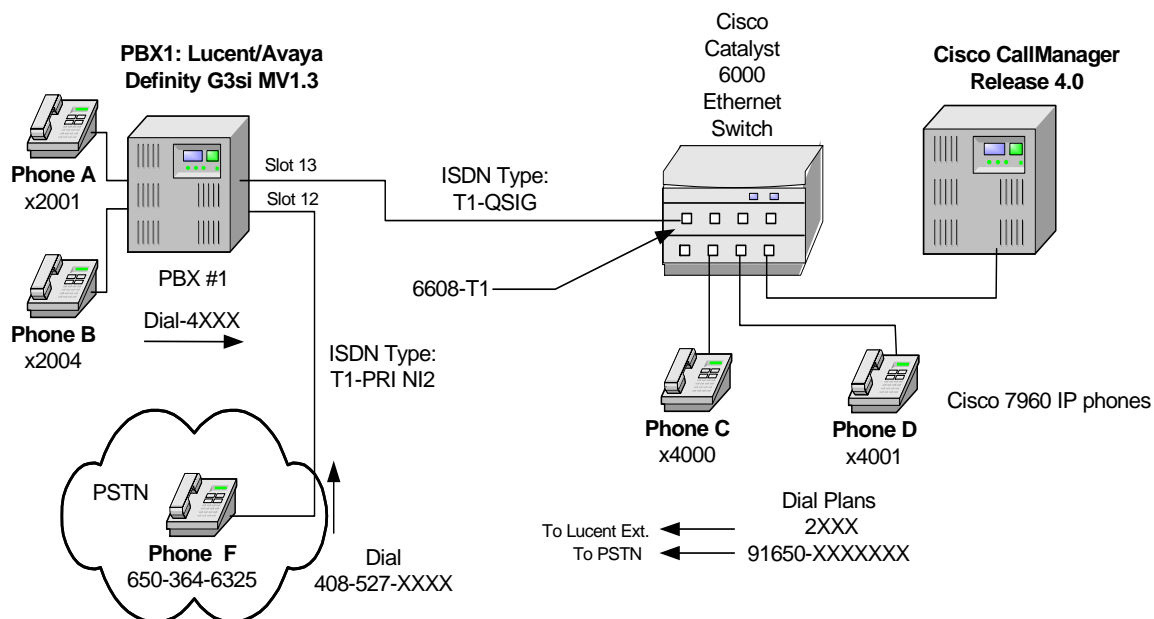 PBX1: Lucent/Avaya
Definity G3si MV1.3
Cisco
Catalyst
6000
Ethernet
Switch
Cisco CallManager
Release 4.0
Phone A
x2001
Slot 13
Slot 12
ISDN Type:
T1-QSIG
PBX #1
6608-T1
Phone B
x2004
Dial-4XXX
ISDN Type:
T1-PRI NI2
Phone C
x4000
Phone D
x4001
Cisco 7960 IP phones
PSTN
Phone F
650-364-6325
Dial
408-527-XXXX
Dial Plans
To Lucent Ext.
2XXX
To PSTN
91650-XXXXXXX